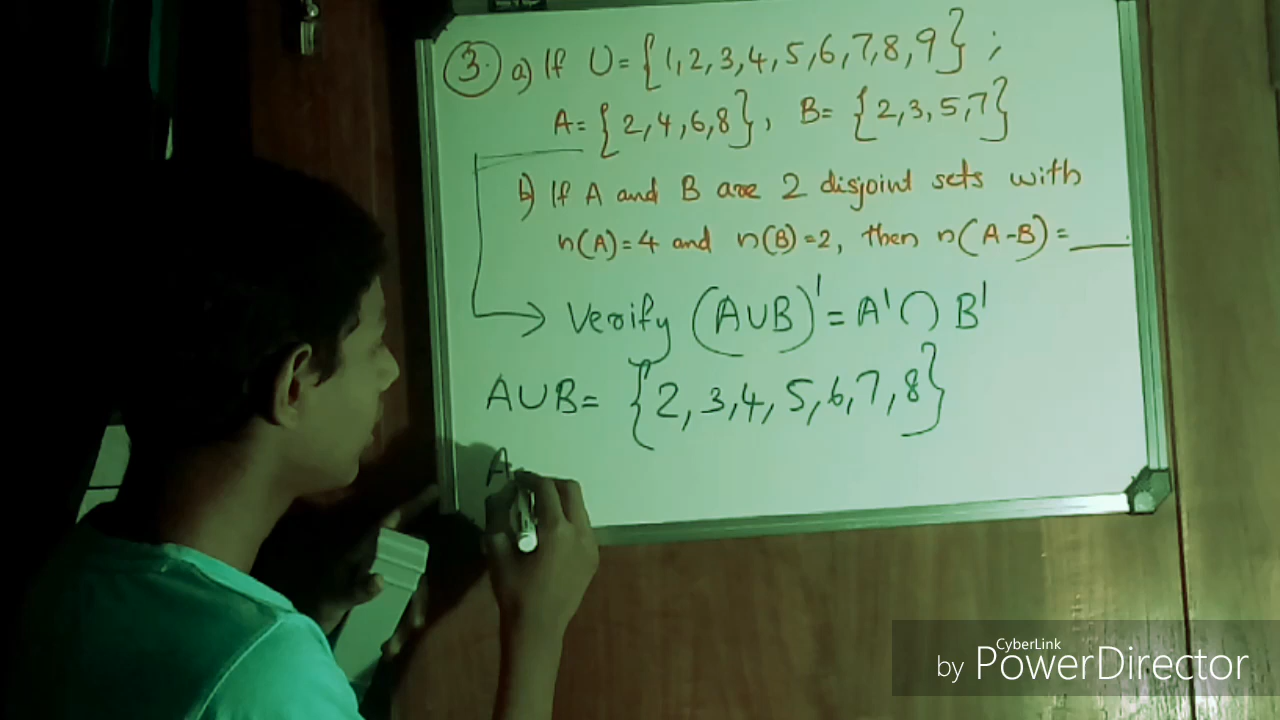 3. a) If U = {1,2,3,4,5,6,7,8,9} ;
A = {2,4,6,8}, B = {2,3,5,7}
b) If A and B are 2 disjoint sets with
n(A)=4 and n(B)=2, then n(A-B)=___.
Verify (A∪B)' = A' ∩ B'
A∪B = {2,3,4,5,6,7,8}
A
CyberLink
by PowerDirector